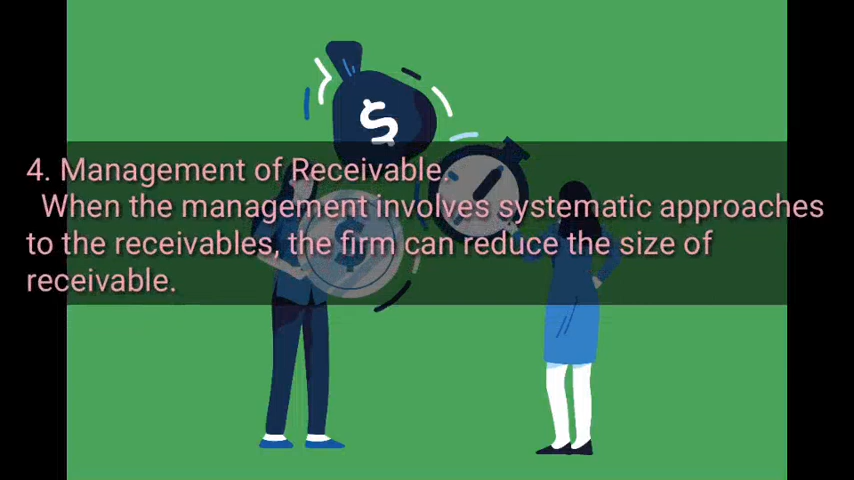 $
4. Management of Receivable.
When the management involves systematic approaches
to the receivables, the firm can reduce the size of
receivable.
$